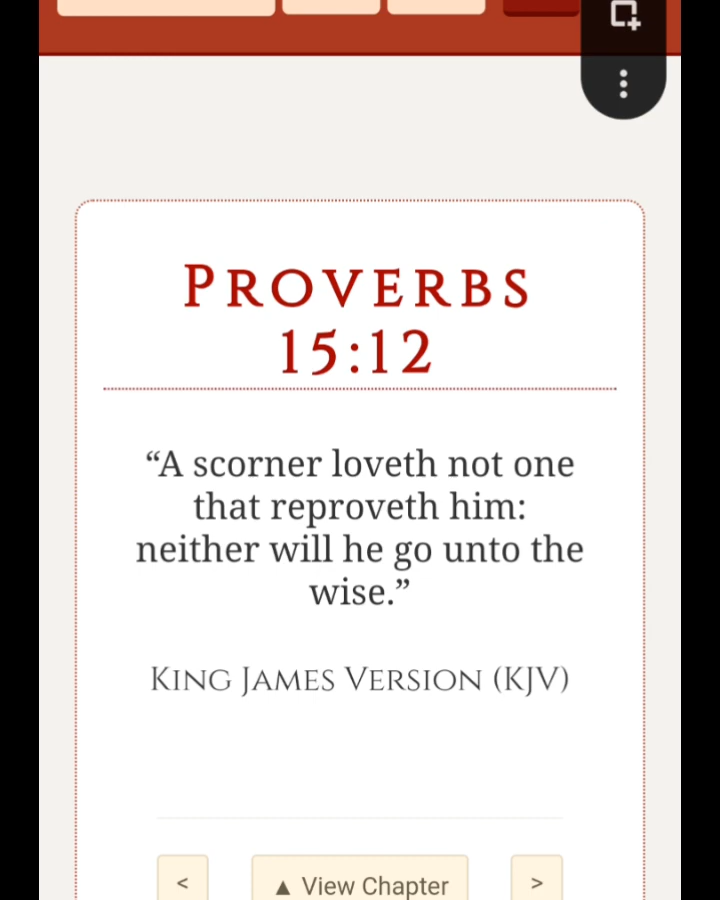 PROVERBS
15:12
“A scorner loveth not one
that reproveth him:
neither will he go unto the
wise.”
KING JAMES VERSION (KJV)
< ▲ View Chapter >